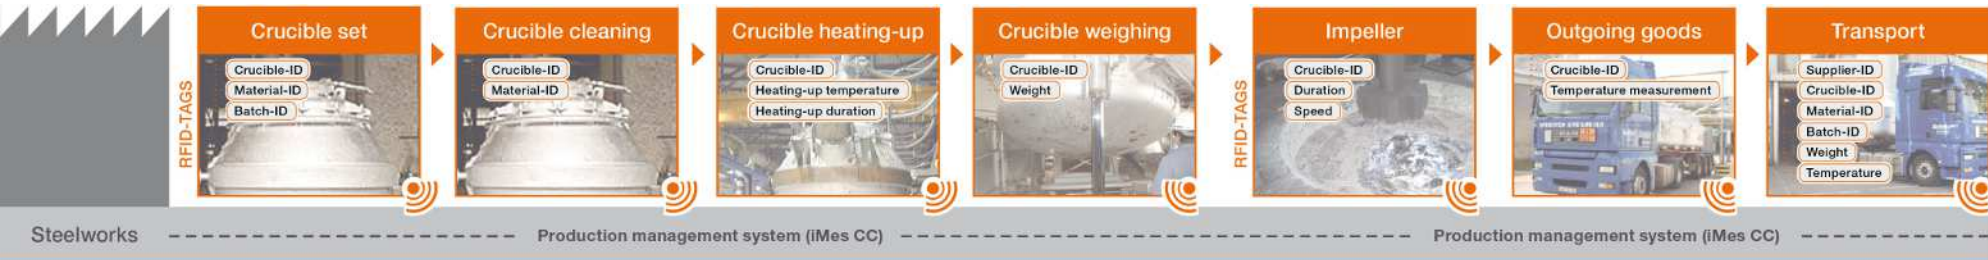 Crucible set
Crucible-ID
Material-ID
Batch-ID
RFID-TAGS
Crucible cleaning
Crucible-ID
Material-ID
Crucible heating-up
Crucible-ID
Heating-up temperature
Heating-up duration
Crucible weighing
Crucible-ID
Weight
RFID-TAGS
Impeller
Crucible-ID
Duration
Speed
Outgoing goods
Crucible-ID
Temperature measurement
Transport
Supplier-ID
Crucible-ID
Material-ID
Batch-ID
Weight
Temperature
Steelworks
Production management system (iMes CC)
Production management system (iMes CC)